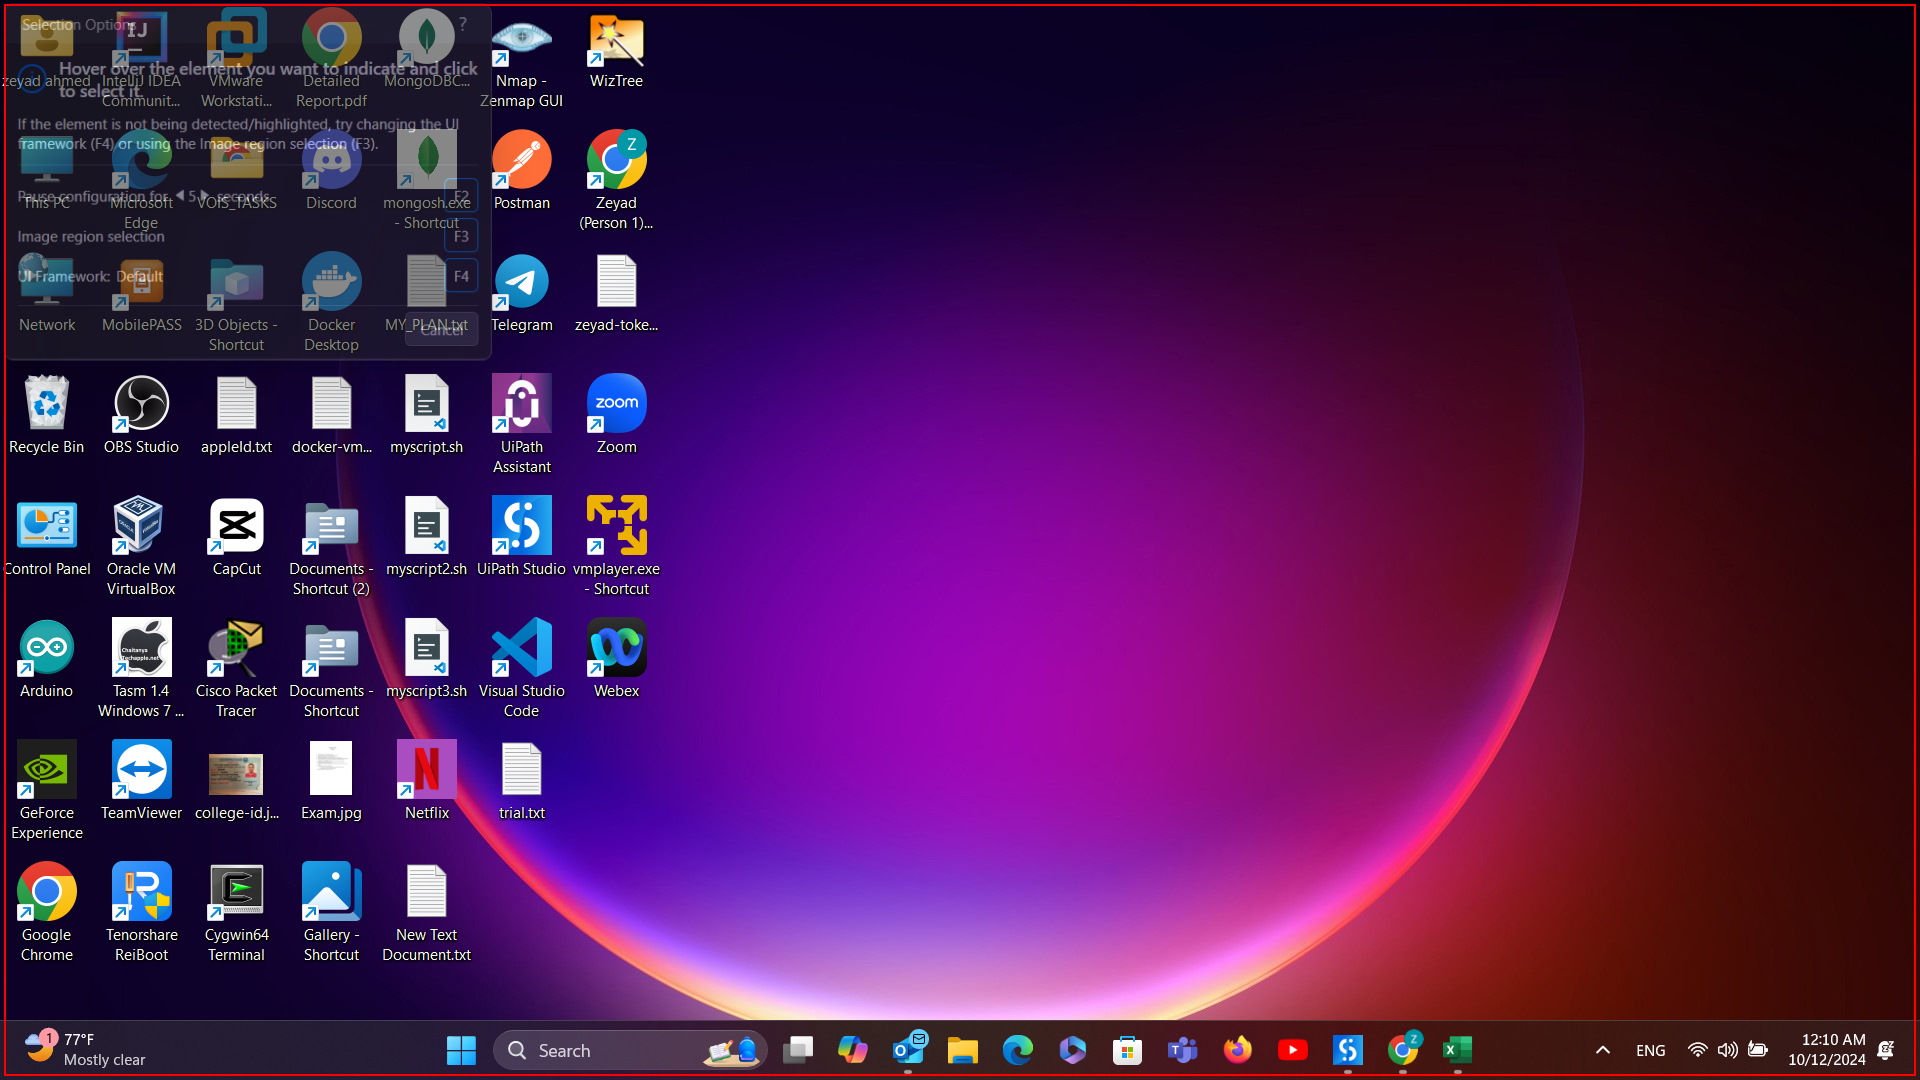 Selection Options
?
Hover over the element you want to indicate and click
to select it.
If the element is not being detected/highlighted, try changing the UI
framework (F4) or using the Image region selection (F3).
Pause configuration for 5 seconds
F2
Image region selection
F3
UI Framework: Default
F4
Cancel
zeyad ahmed
IntelliJ IDEA
Communit...
VMware
Workstati...
Detailed
Report.pdf
MongoDBC...
Nmap -
Zenmap GUI
WizTree
This PC
Microsoft
Edge
VOIS_TASKS
Discord
mongosh.exe
- Shortcut
Postman
Z
Zeyad
(Person 1)...
Network
MobilePASS
3D Objects -
Shortcut
Docker
Desktop
MY_PLAN.txt
Telegram
zeyad-toke...
Recycle Bin
OBS Studio
appleId.txt
docker-vm...
myscript.sh
UiPath
Assistant
zoom
Zoom
Control Panel
Oracle VM
VirtualBox
CapCut
Documents -
Shortcut (2)
myscript2.sh
UiPath Studio
vmplayer.exe
- Shortcut
Arduino
Chaitanya
Techapple.net
Tasm 1.4
Windows 7 ...
Cisco Packet
Tracer
Documents -
Shortcut
myscript3.sh
Visual Studio
Code
Webex
GeForce
Experience
TeamViewer
college-id.j...
Exam.jpg
Netflix
trial.txt
Google
Chrome
Tenorshare
ReiBoot
Cygwin64
Terminal
Gallery -
Shortcut
New Text
Document.txt
1
77°F
Mostly clear
Search
Z
ENG
12:10 AM
10/12/2024